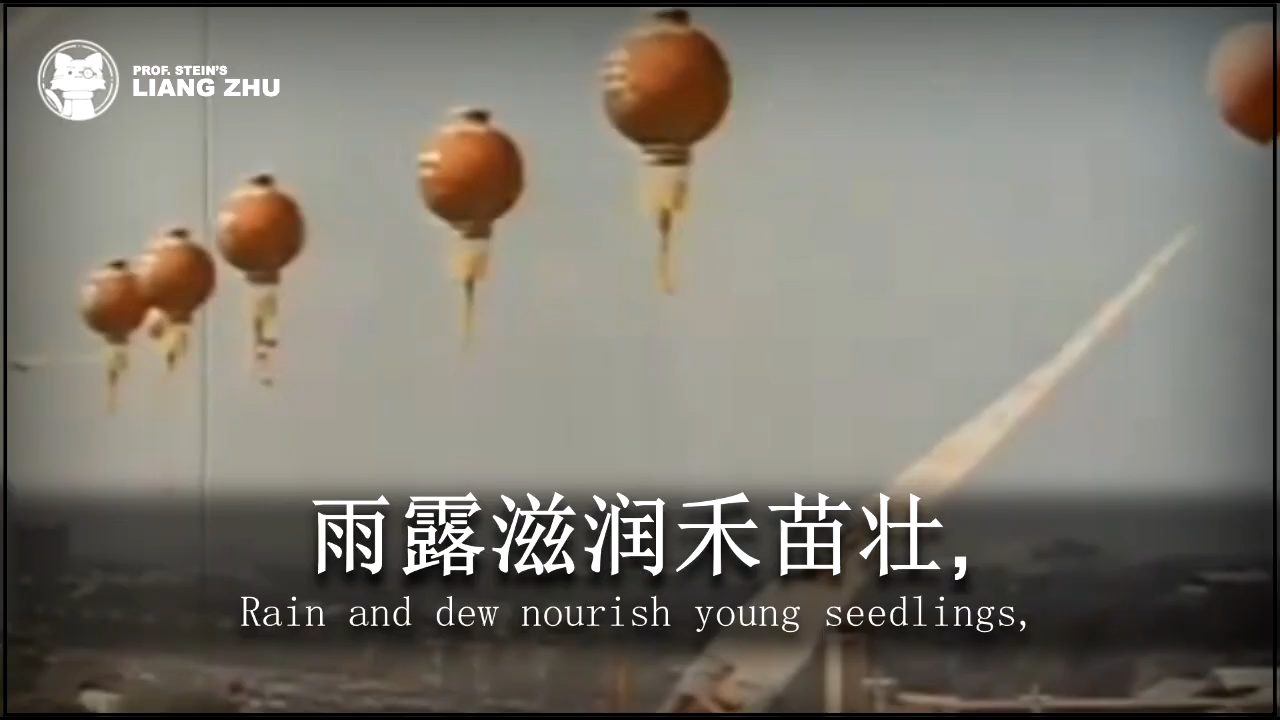 PROF. STEIN'S
LIANG ZHU
雨露滋润禾苗壮,
Rain and dew nourish young seedlings,